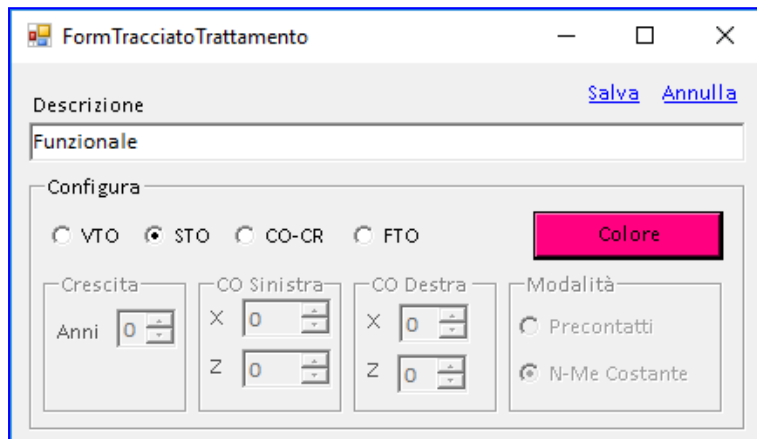 FormTracciatoTrattamento
Salva Annulla
Descrizione
Funzionale
Configura
VTO STO CO-CR FTO Colore
Crescita CO Sinistra CO Destra Modalità
Anni 0 X 0 X 0 Precontatti
Z 0 Z 0 N-Me Costante